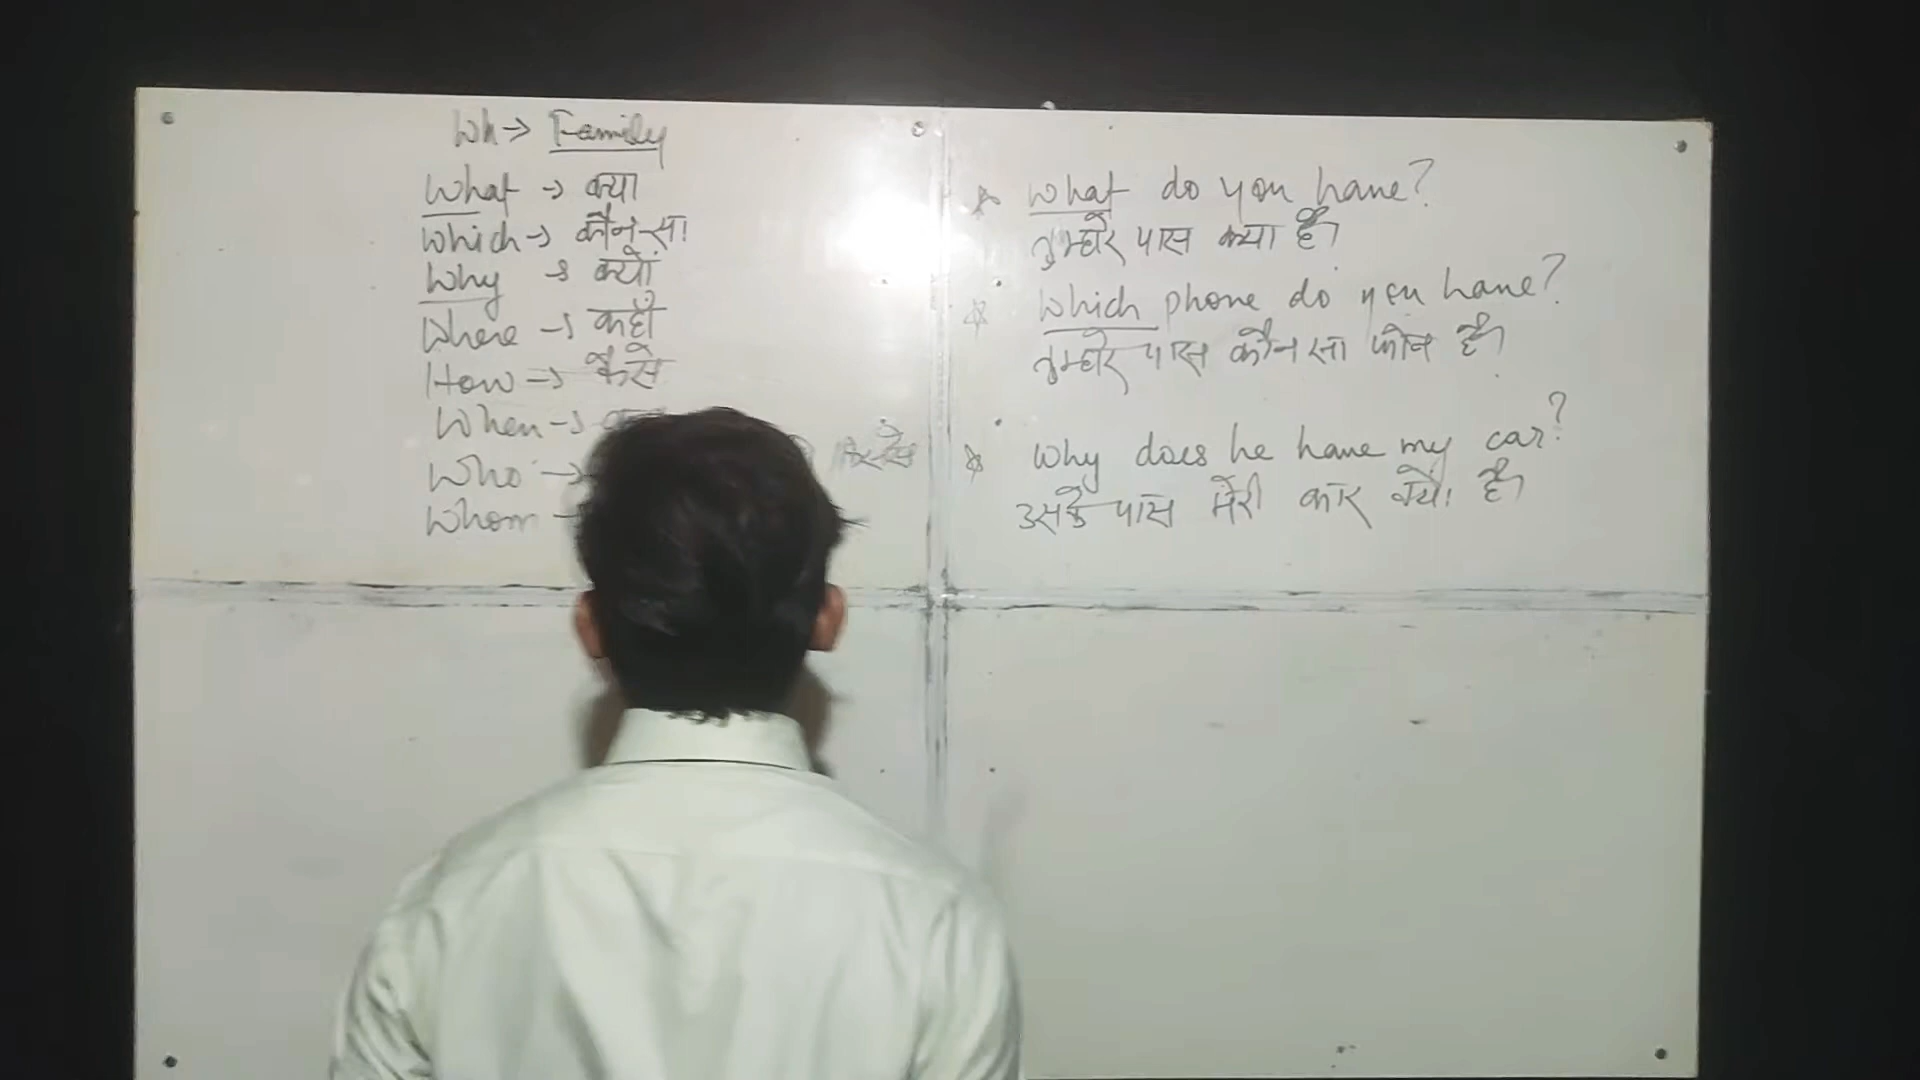 Wh -> Family
What -> क्या
Which -> कौन-सा
Why -> क्यों
Where -> कहाँ
How -> कैसे
When ->
Who ->
Whom -
What do you have?
तुम्हारे पास क्या है।
Which phone do you have?
तुम्हारे पास कौन सा फोन है।
Why does he have my car?
उसके पास मेरी कार क्यों है।